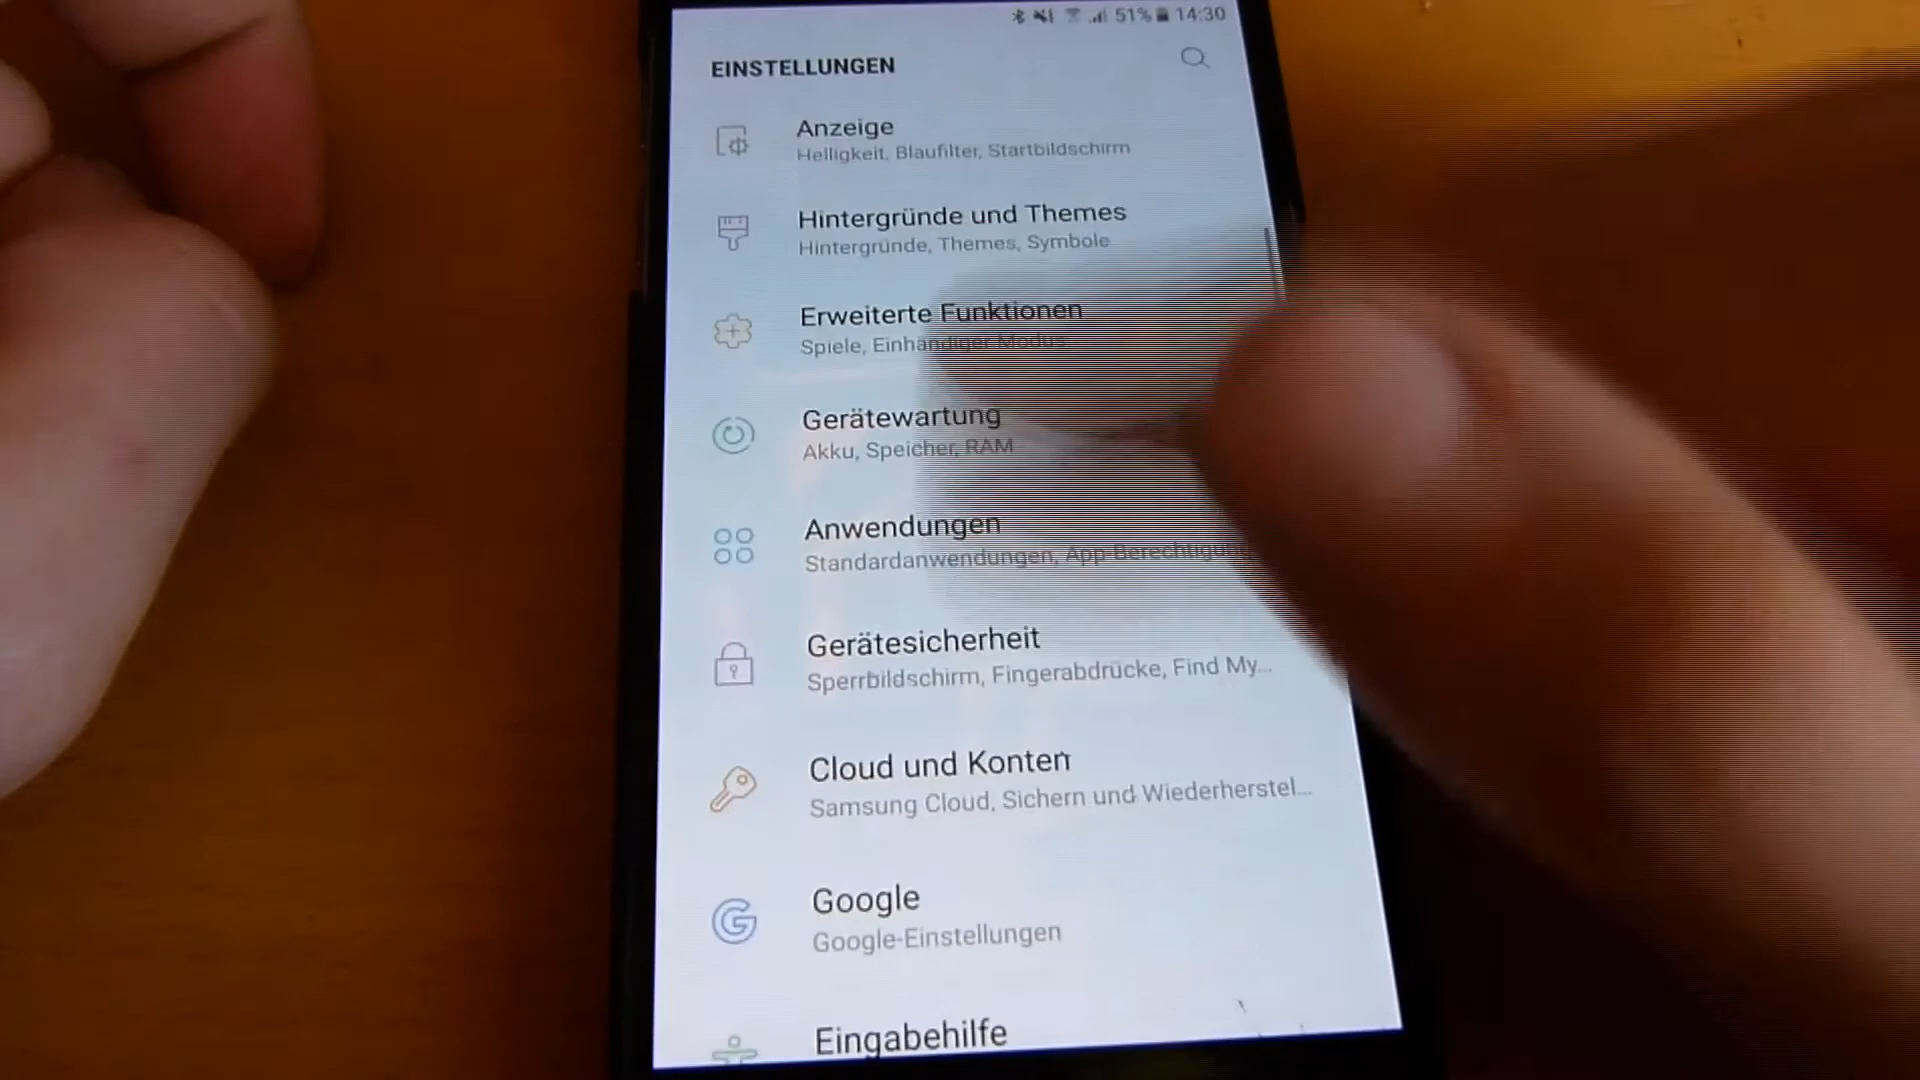 51% 14:30
EINSTELLUNGEN
Anzeige
Helligkeit, Blaufilter, Startbildschirm
Hintergründe und Themes
Hintergründe, Themes, Symbole
Erweiterte Funktionen
Spiele, Einhändiger Modus
Gerätewartung
Akku, Speicher, RAM
Anwendungen
Standardanwendungen, App-Berechtigung
Gerätesicherheit
Sperrbildschirm, Fingerabdrücke, Find My...
Cloud und Konten
Samsung Cloud, Sichern und Wiederherstel...
Google
Google-Einstellungen
Eingabehilfe